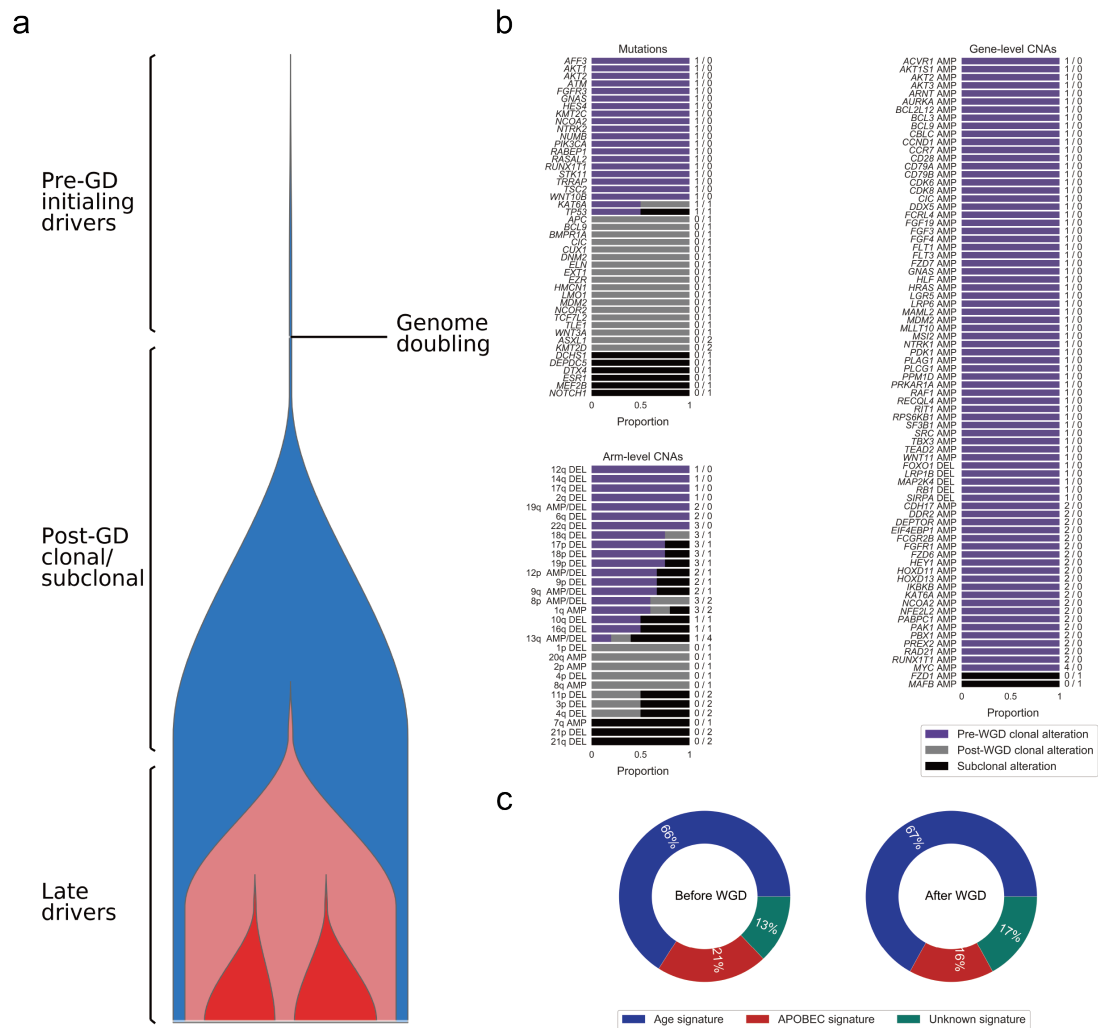 a
Pre-GD
initialing
drivers
Genome
doubling
Post-GD
clonal/
subclonal
Late
drivers
b
Mutations
AFF3 1 / 0
AKT1 1 / 0
AKT2 1 / 0
ATM 1 / 0
FGFR3 1 / 0
GNAS 1 / 0
HES4 1 / 0
KMT2C 1 / 0
NCOA2 1 / 0
NTRK2 1 / 0
NUMB 1 / 0
PIK3CA 1 / 0
RABEP1 1 / 0
RASAL2 1 / 0
RUNX1T1 1 / 0
STK11 1 / 0
TRRAP 1 / 0
TSC2 1 / 0
WNT10B 1 / 0
KAT6A 1 / 1
TP53 1 / 1
APC 0 / 1
BCL9 0 / 1
BMPR1A 0 / 1
CIC 0 / 1
CUX1 0 / 1
DNM2 0 / 1
ELN 0 / 1
EXT1 0 / 1
EZR 0 / 1
HMCN1 0 / 1
LMO1 0 / 1
MDM2 0 / 1
NCOR2 0 / 1
TCF7L2 0 / 1
TLE1 0 / 1
WNT3A 0 / 1
ASXL1 0 / 2
KMT2D 0 / 2
DCHS1 0 / 1
DEPDC5 0 / 1
DTX4 0 / 1
ESR1 0 / 1
MEF2B 0 / 1
NOTCH1 0 / 1
0 0.5 1
Proportion
Arm-level CNAs
12q DEL 1 / 0
14q DEL 1 / 0
17q DEL 1 / 0
2q DEL 1 / 0
19q AMP/DEL 2 / 0
6q DEL 2 / 0
22q DEL 3 / 0
18q DEL 3 / 1
17p DEL 3 / 1
18p DEL 3 / 1
19p DEL 3 / 1
12p AMP/DEL 2 / 1
9p DEL 2 / 1
9q AMP/DEL 2 / 1
8p AMP/DEL 3 / 2
1q AMP 3 / 2
10q DEL 1 / 1
16q DEL 1 / 1
13q AMP/DEL 1 / 4
1p DEL 0 / 1
20q AMP 0 / 1
2p AMP 0 / 1
4p DEL 0 / 1
8q AMP 0 / 1
11p DEL 0 / 2
3p DEL 0 / 2
4q DEL 0 / 2
7q AMP 0 / 1
21p DEL 0 / 2
21q DEL 0 / 2
0 0.5 1
Proportion
Gene-level CNAs
ACVR1 AMP 1 / 0
AKT1S1 AMP 1 / 0
AKT2 AMP 1 / 0
AKT3 AMP 1 / 0
ARNT AMP 1 / 0
AURKA AMP 1 / 0
BCL2L12 AMP 1 / 0
BCL3 AMP 1 / 0
BCL9 AMP 1 / 0
CBLC AMP 1 / 0
CCND1 AMP 1 / 0
CCR7 AMP 1 / 0
CD28 AMP 1 / 0
CD79A AMP 1 / 0
CD79B AMP 1 / 0
CDK6 AMP 1 / 0
CDK8 AMP 1 / 0
CIC AMP 1 / 0
DDX5 AMP 1 / 0
FCRL4 AMP 1 / 0
FGF19 AMP 1 / 0
FGF3 AMP 1 / 0
FGF4 AMP 1 / 0
FLT1 AMP 1 / 0
FLT3 AMP 1 / 0
FZD7 AMP 1 / 0
GNAS AMP 1 / 0
HLF AMP 1 / 0
HRAS AMP 1 / 0
LGR5 AMP 1 / 0
LRP6 AMP 1 / 0
MAML2 AMP 1 / 0
MDM2 AMP 1 / 0
MLLT10 AMP 1 / 0
MSI2 AMP 1 / 0
NTRK1 AMP 1 / 0
PDK1 AMP 1 / 0
PLAG1 AMP 1 / 0
PLCG1 AMP 1 / 0
PPM1D AMP 1 / 0
PRKAR1A AMP 1 / 0
RAF1 AMP 1 / 0
RECQL4 AMP 1 / 0
RIT1 AMP 1 / 0
RPS6KB1 AMP 1 / 0
SF3B1 AMP 1 / 0
SRC AMP 1 / 0
TBX3 AMP 1 / 0
TEAD2 AMP 1 / 0
WNT11 AMP 1 / 0
FOXO1 DEL 1 / 0
LRP1B DEL 1 / 0
MAP2K4 DEL 1 / 0
RB1 DEL 1 / 0
SIRPA DEL 1 / 0
CDH17 AMP 2 / 0
DDR2 AMP 2 / 0
DEPTOR AMP 2 / 0
EIF4EBP1 AMP 2 / 0
FCGR2B AMP 2 / 0
FGFR1 AMP 2 / 0
FZD6 AMP 2 / 0
HEY1 AMP 2 / 0
HOXD11 AMP 2 / 0
HOXD13 AMP 2 / 0
IKBKB AMP 2 / 0
KAT6A AMP 2 / 0
NCOA2 AMP 2 / 0
NFE2L2 AMP 2 / 0
PABPC1 AMP 2 / 0
PAK1 AMP 2 / 0
PBX1 AMP 2 / 0
PREX2 AMP 2 / 0
RAD21 AMP 2 / 0
RUNX1T1 AMP 2 / 0
MYC AMP 4 / 0
FZD1 AMP 0 / 1
MAFB AMP 0 / 1
0 0.5 1
Proportion
Pre-WGD clonal alteration
Post-WGD clonal alteration
Subclonal alteration
c
66%
Before WGD
13%
21%
67%
After WGD
17%
16%
Age signature APOBEC signature Unknown signature